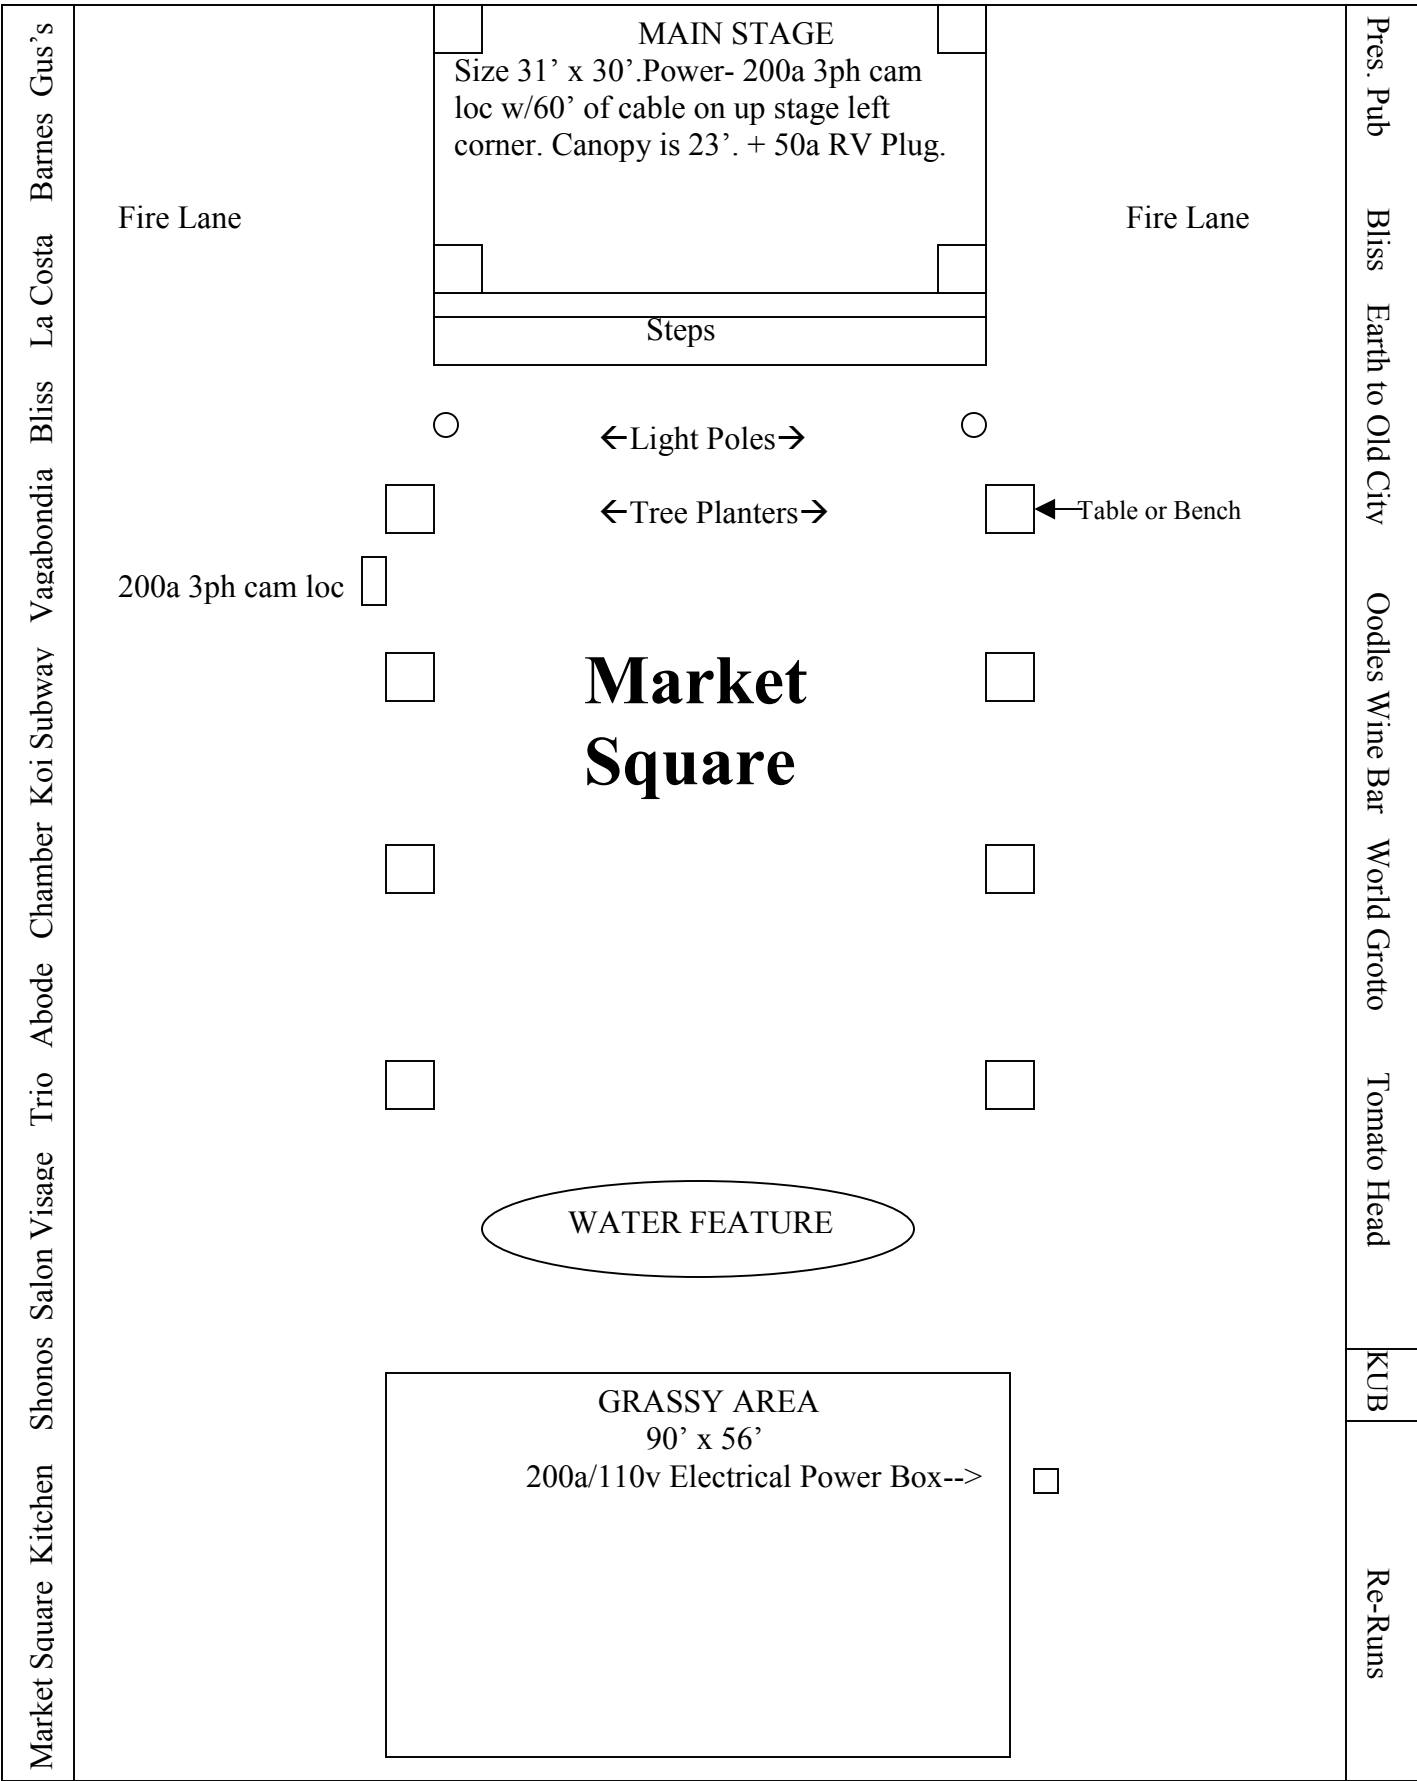 MAIN STAGE
Size 31’ x 30’.Power- 200a 3ph cam
loc w/60’ of cable on up stage left
corner. Canopy is 23’. + 50a RV Plug.
Fire Lane
Fire Lane
Steps
←Light Poles→
←Tree Planters→
Table or Bench
200a 3ph cam loc
Market
Square
WATER FEATURE
GRASSY AREA
90’ x 56’
200a/110v Electrical Power Box-->
Market Square Kitchen Shonos Salon Visage Trio Abode Chamber Koi Subway Vagabondia Bliss La Costa Barnes Gus’s
Pres. Pub Bliss Earth to Old City Oodles Wine Bar World Grotto Tomato Head
KUB
Re-Runs